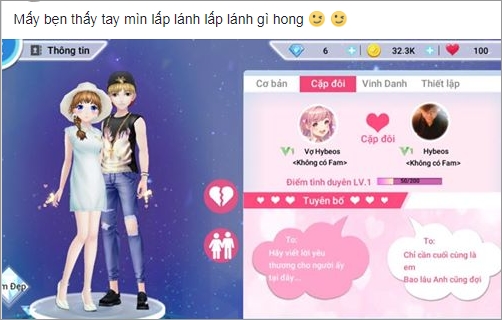 Mấy bẹn thấy tay mìn lấp lánh lấp lánh gì hong
Thông tin
6
32.3K
100
Cơ bản
Cặp đôi
Vinh Danh
Thiết lập
Cặp đôi
V1
Vợ Hybeos
<Không có Fam>
V1
Hybeos
<Không có Fam>
Điểm tình duyên LV.1
50/200
Tuyên bố
To:
Hãy viết lời yêu
thương cho người ấy
tại đây...
To:
Chỉ cần cuối cùng là
em
Bao lâu Anh cũng đợi
m Đẹp